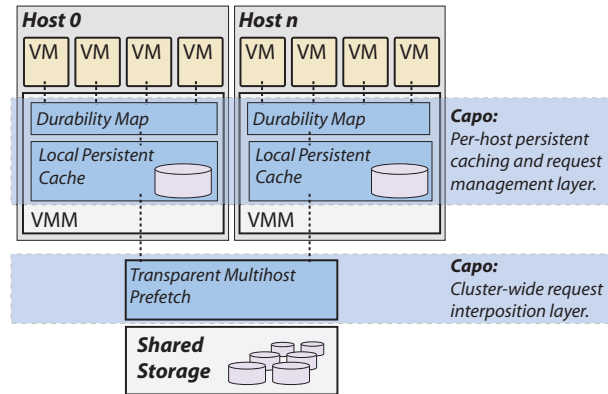 Host 0
Host n
VM VM VM VM
VM VM VM VM
Durability Map
Durability Map
Local Persistent
Cache
Local Persistent
Cache
VMM
VMM
Capo:
Per-host persistent
caching and request
management layer.
Transparent Multihost
Prefetch
Capo:
Cluster-wide request
interposition layer.
Shared
Storage